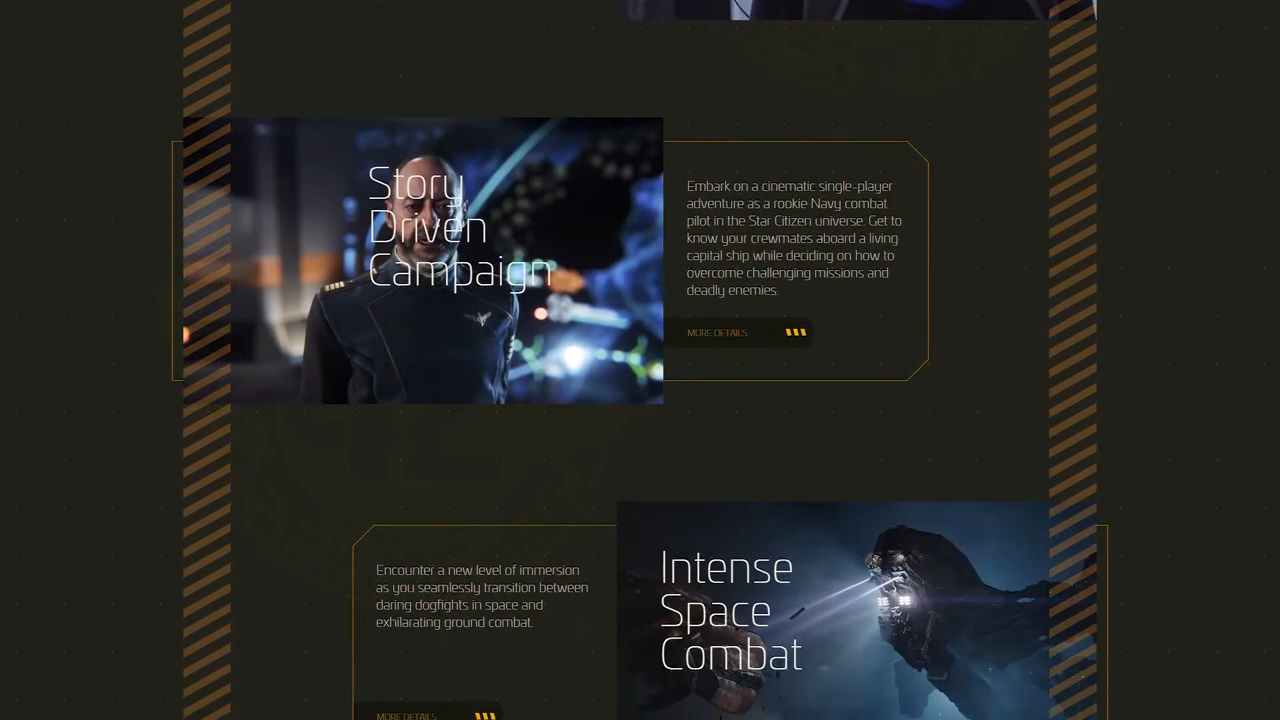 Story
Driven
Campaign
Embark on a cinematic single-player
adventure as a rookie Navy combat
pilot in the Star Citizen universe. Get to
know your crewmates aboard a living
capital ship while deciding on how to
overcome challenging missions and
deadly enemies.
MORE DETAILS
Encounter a new level of immersion
as you seamlessly transition between
daring dogfights in space and
exhilarating ground combat.
MORE DETAILS
Intense
Space
Combat